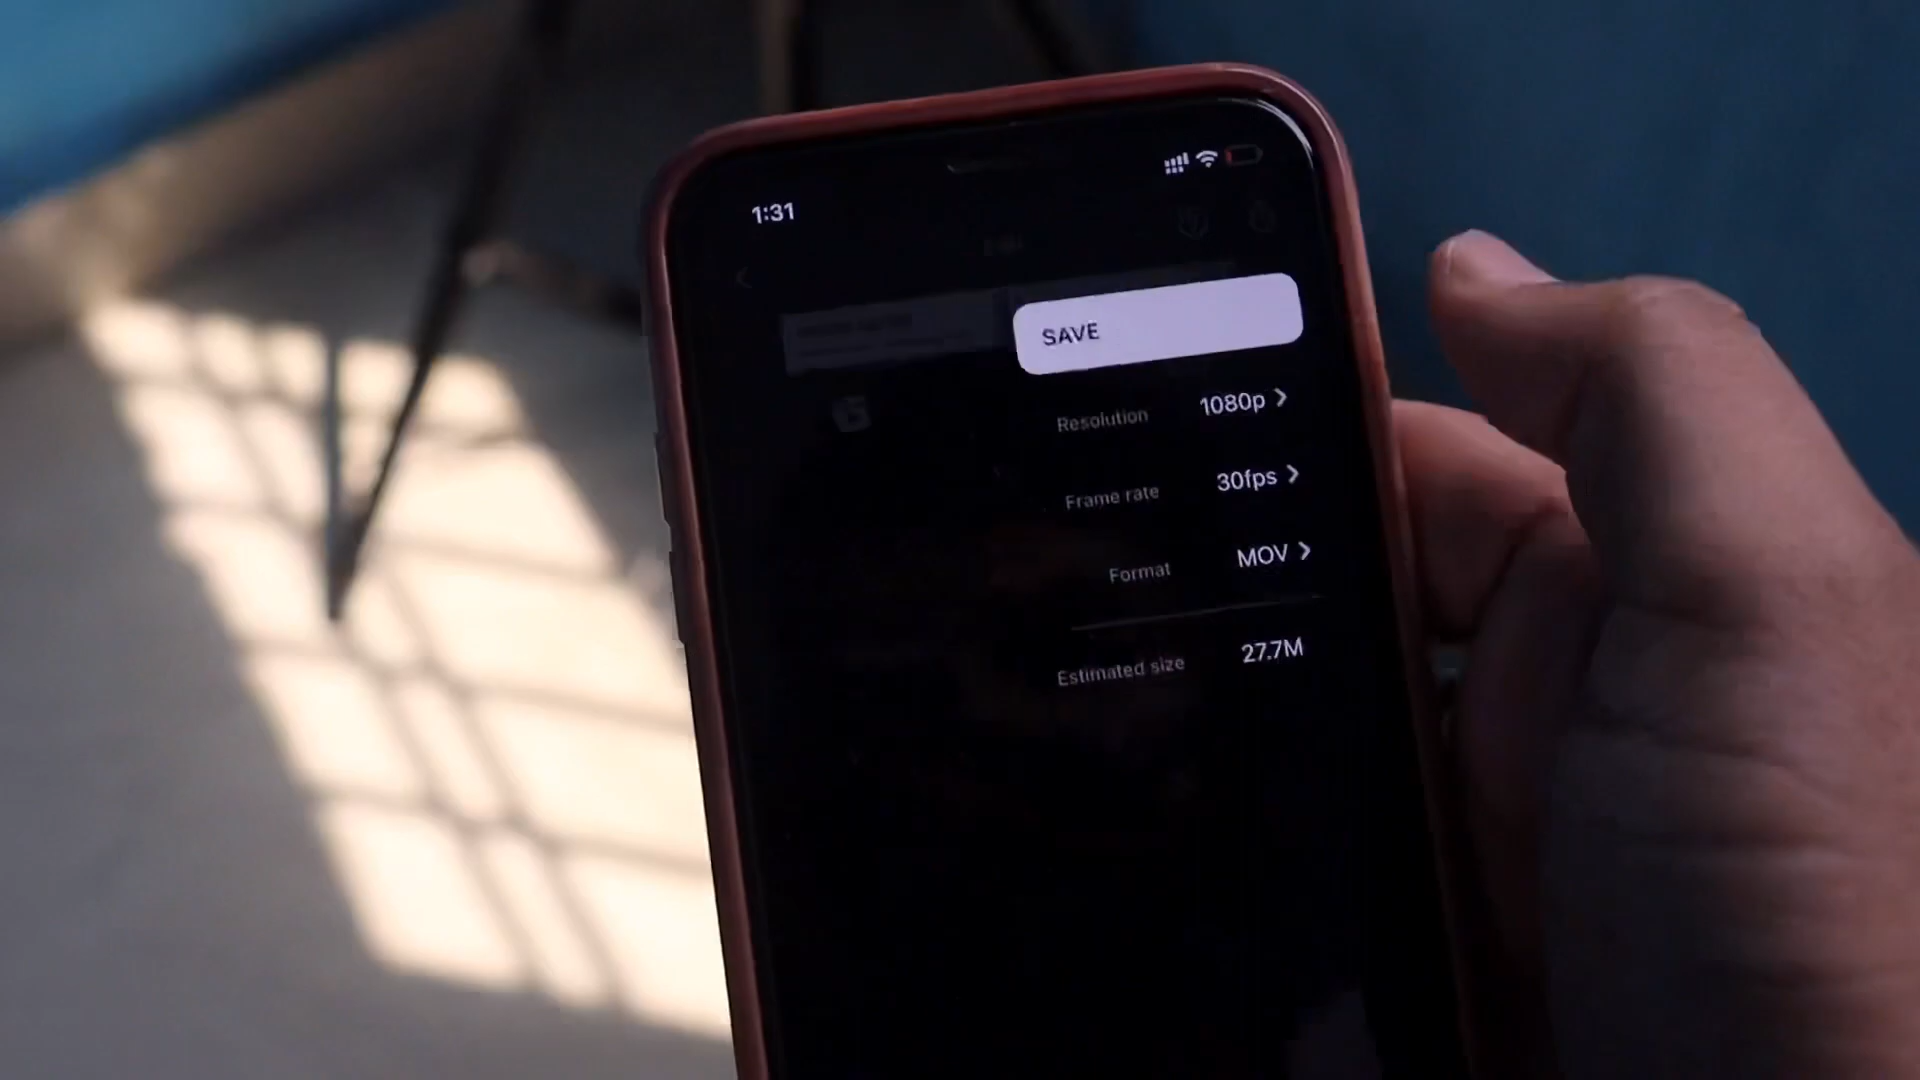 1:31
SAVE
Resolution 1080p
Frame rate 30fps
Format MOV
Estimated size 27.7M